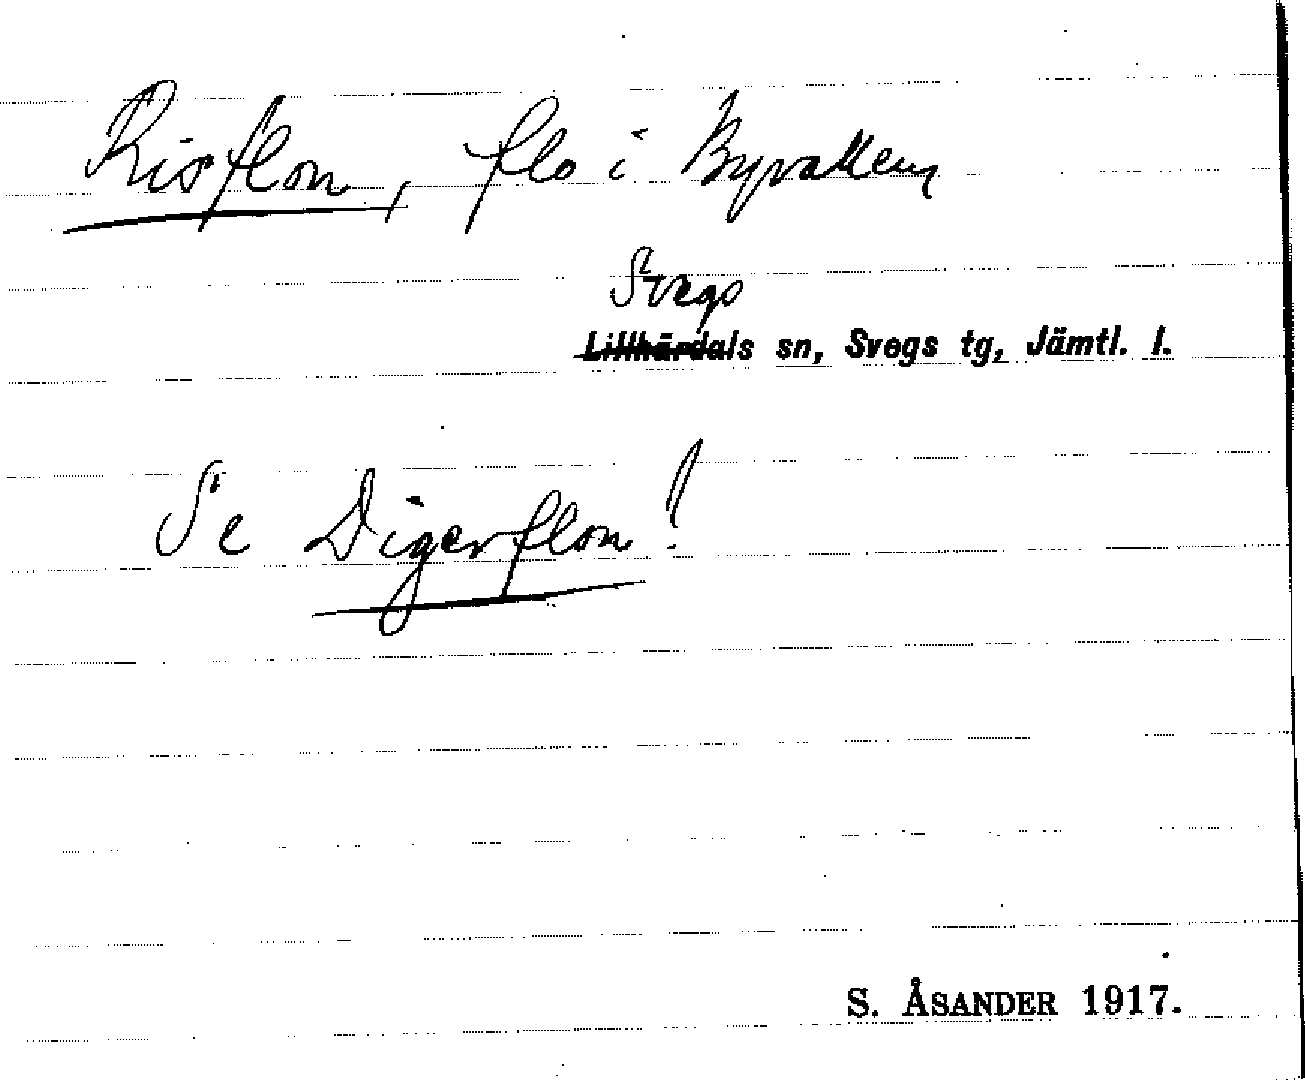 Risflon, flo i Byvallen
Svegs
Lillhärdals sn, Svegs tg, Jämtl. l.
Se Digerflon!
S. ÅSANDER 1917.